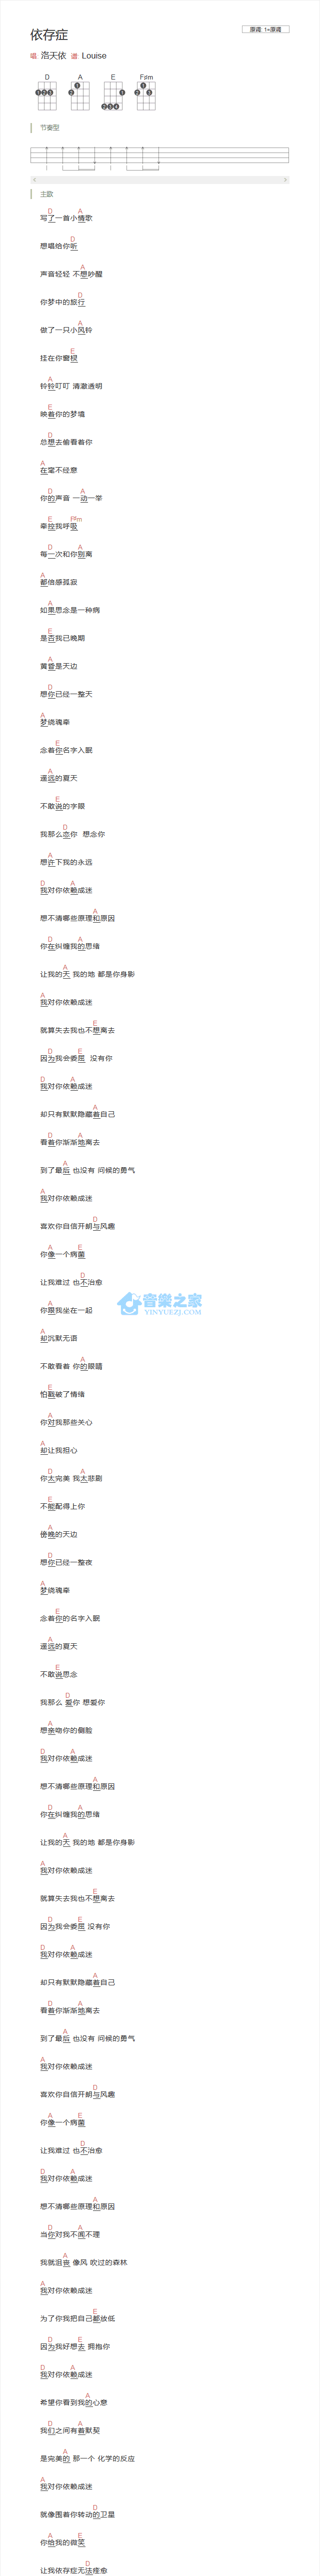 依存症
原调: 1=原调
唱: 洛天依 谱: Louise
D A E F♯m
节奏型
主歌
D A
写了一首小情歌
D
想唱给你听
A
声音轻轻 不想吵醒
D
你梦中的旅行
A
做了一只小风铃
E
挂在你窗棂
A
铃铃叮叮 清澈透明
E
映着你的梦境
D
总想去偷看着你
A
在毫不经意
D A
你的声音 一动一举
E F♯m
牵控我呼吸
D A
每一次和你别离
A
都倍感孤寂
A
如果思念是一种病
E
是否我已晚期
A
黄昏是天边
D
想你已经一整天
A
梦绕魂牵
E
念着你名字入眠
A
遥远的夏天
E
不敢说的字眼
D
我那么恋你 想念你
A
想许下我的永远
D A
我对你依赖成迷
A
想不清哪些原理和原因
D A
你在纠缠我的思绪
A
让我的天 我的地 都是你身影
A
我对你依赖成迷
E
就算失去我也不想离去
D E
因为我会委屈 没有你
D A
我对你依赖成迷
A
却只有默默隐藏着自己
D A
看着你渐渐地离去
A
到了最后 也没有 问候的勇气
A
我对你依赖成迷
D
喜欢你自信开朗与风趣
A E
你像一个病菌
D
让我难过 也不治愈
A
你跟我坐在一起
A
却沉默无语
A
不敢看着 你的眼睛
E
怕戳破了情绪
A
你对我那些关心
A
却让我担心
D A
你太完美 我太悲剧
E
不能配得上你
A
傍晚的天边
D
想你已经一整夜
A
梦绕魂牵
E
念着你的名字入眠
A
遥远的夏天
E
不敢说思念
D
我那么 爱你 想爱你
A
想亲吻你的侧脸
D A
我对你依赖成迷
A
想不清哪些原理和原因
D A
你在纠缠我的思绪
A
让我的天 我的地 都是你身影
A
我对你依赖成迷
E
就算失去我也不想离去
D E
因为我会委屈 没有你
D A
我对你依赖成迷
A
却只有默默隐藏着自己
D A
看着你渐渐地离去
A
到了最后 也没有 问候的勇气
A
我对你依赖成迷
D
喜欢你自信开朗与风趣
A E
你像一个病菌
D
让我难过 也不治愈
D A
我对你依赖成迷
A
想不清哪些原理和原因
D A
当你对我不闻不理
A
我就沮丧 像风 吹过的森林
A
我对你依赖成迷
E
为了你我把自己都放低
D E
因为我好想去 拥抱你
D A
我对你依赖成迷
A
希望你看到我的心意
D A
我们之间有着默契
A
是完美的 那一个 化学的反应
A
我对你依赖成迷
D
就像围着你转动的卫星
A E
你给我的微笑
D
让我依存症无法痊愈
音樂之家
YINYUEZJ.COM